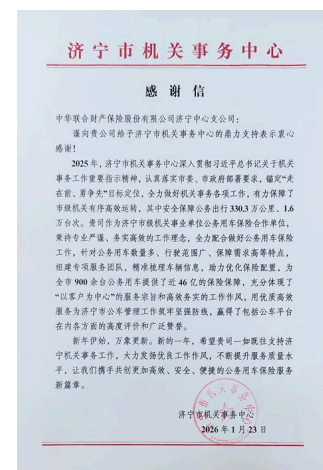 济宁市机关事务中心
感谢信
中华联合财产保险股份有限公司济宁中心支公司：
谨向贵公司给予济宁市机关事务中心的鼎力支持表示衷心
感谢！
2025年，济宁市机关事务中心深入贯彻习近平总书记关于机关
事务工作重要指示精神，认真落实市委、市政府部署要求，锚定“走
在前、勇争先”目标定位，全力做好机关事务各项工作，有力保障了
市级机关有序高效运转，其中安全保障公务出行330.3万公里、1.6
万台次。贵司作为济宁市级机关事业单位公务用车保险合作单位，
秉持专业严谨、务实高效的工作理念，全力配合做好公务用车保险
工作，针对公务用车数量多、行驶范围广、保障需求高等特点，
组建专项服务团队，精准梳理车辆信息，助力优化保险配置，为
全市900余台公务用车提供了近46亿的保险保障，充分体现了
“以客户为中心”的服务宗旨和高效务实的工作作风，用优质高效
服务为济宁市公车管理工作筑牢坚强防线，赢得了包括公车平台
在内各方面的高度评价和广泛赞誉。
新年伊始，万象更新。新的一年，希望贵司一如既往支持济
宁机关事务工作，大力发扬优良工作作风，不断提升服务质量水
平，让我们携手共创更加高效、安全、便捷的公务用车保险服务
新篇章。
济宁市机关事务中心
2026年1月23日